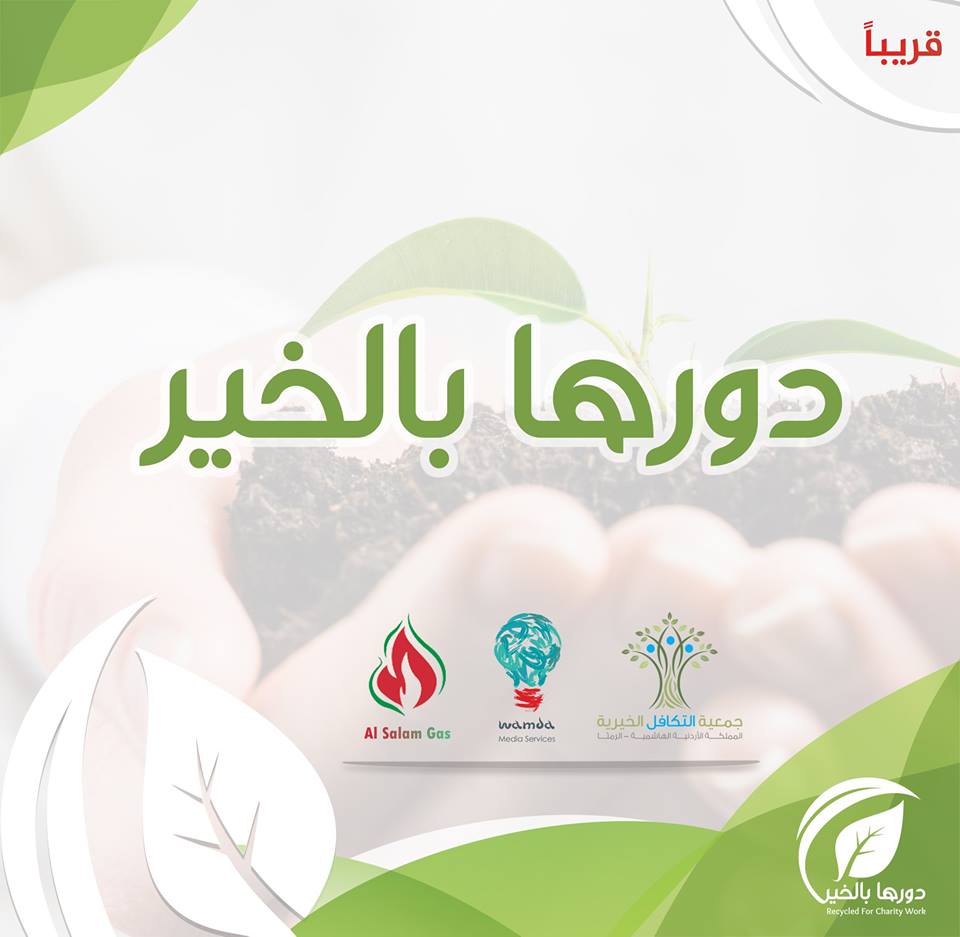 قريباً
دورها بالخير
جمعية التكافل الخيرية
المملكة الأردنية الهاشمية - الرمثا
wamda
Media Services
Al Salam Gas
دورها بالخير
Recycled For Charity Work